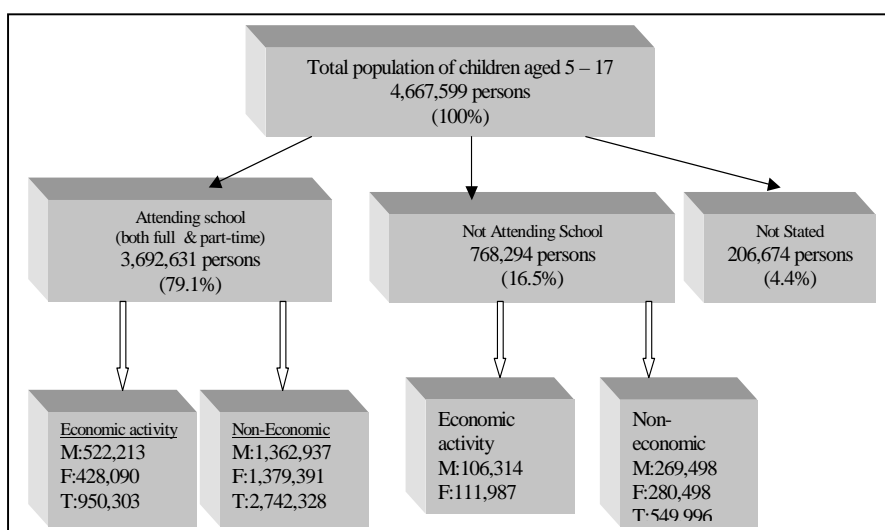 Total population of children aged 5 – 17
4,667,599 persons
(100%)
Attending school
(both full & part-time)
3,692,631 persons
(79.1%)
Not Attending School
768,294 persons
(16.5%)
Not Stated
206,674 persons
(4.4%)
Economic activity
M:522,213
F:428,090
T:950,303
Non-Economic
M:1,362,937
F:1,379,391
T:2,742,328
Economic
activity
M:106,314
F:111,987
Non-
economic
M:269,498
F:280,498
T:549,996